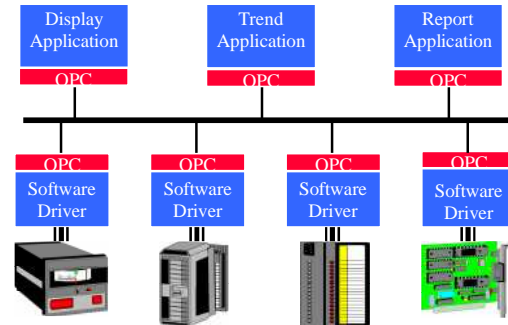 Display
Application
Trend
Application
Report
Application
OPC
OPC
OPC
OPC
OPC
OPC
OPC
Software
Driver
Software
Driver
Software
Driver
Software
Driver